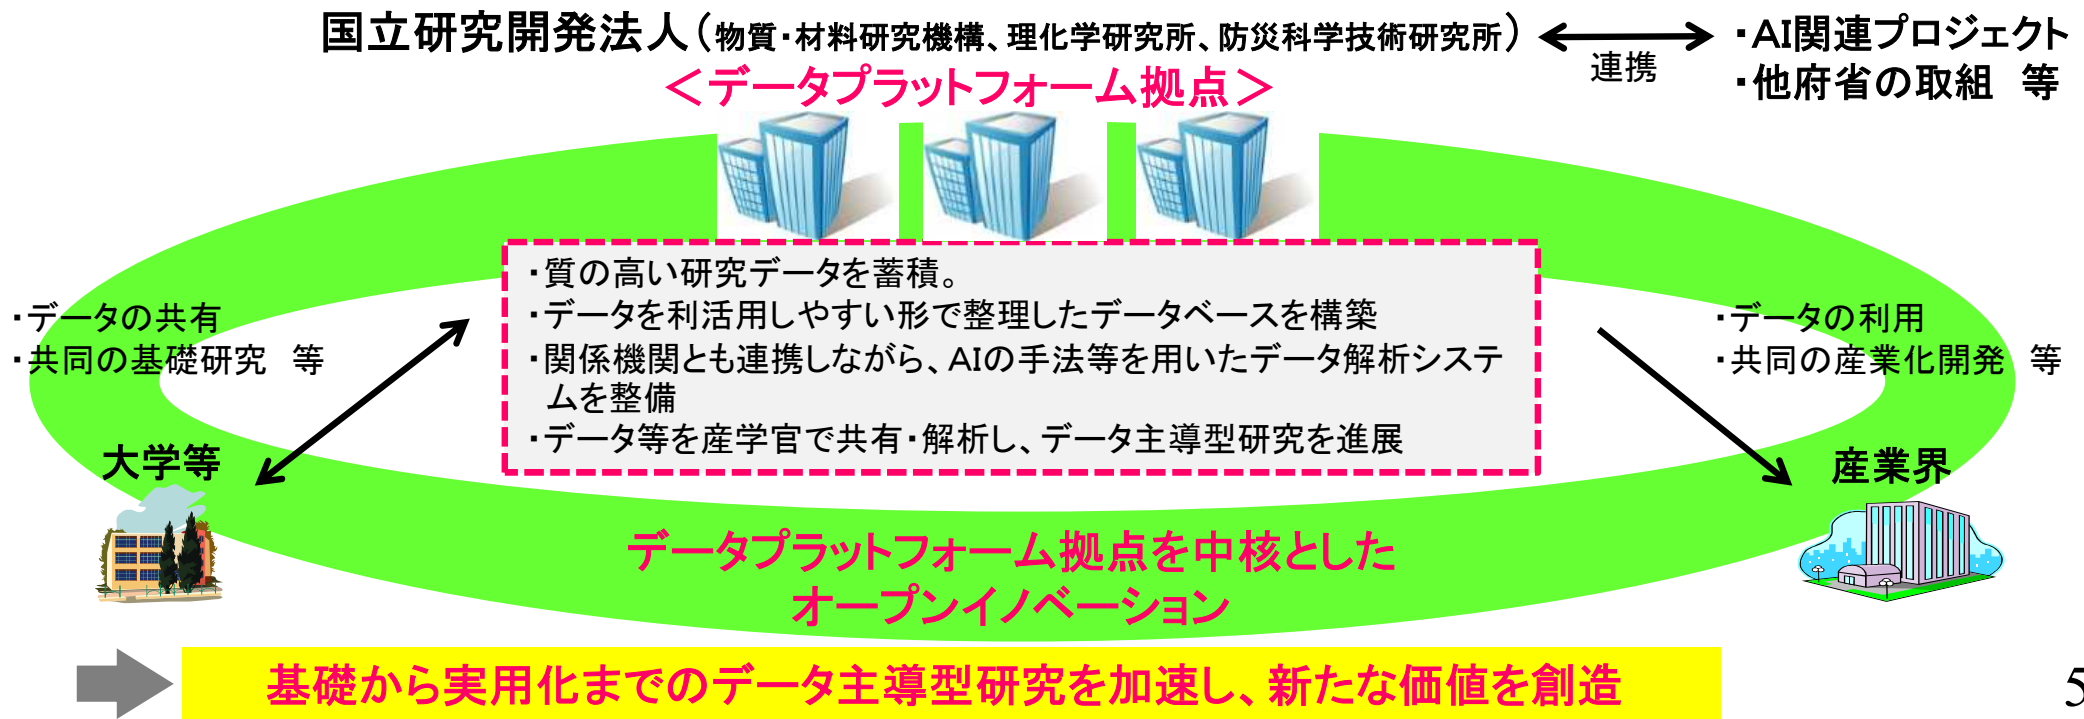 国立研究開発法人(物質・材料研究機構、理化学研究所、防災科学技術研究所)
連携
・AI関連プロジェクト
・他府省の取組　等
＜データプラットフォーム拠点＞
・質の高い研究データを蓄積。
・データを利活用しやすい形で整理したデータベースを構築
・関係機関とも連携しながら、AIの手法等を用いたデータ解析システ
ムを整備
・データ等を産学官で共有・解析し、データ主導型研究を進展
・データの共有
・共同の基礎研究　等
・データの利用
・共同の産業化開発　等
大学等
産業界
データプラットフォーム拠点を中核とした
オープンイノベーション
基礎から実用化までのデータ主導型研究を加速し、新たな価値を創造
5